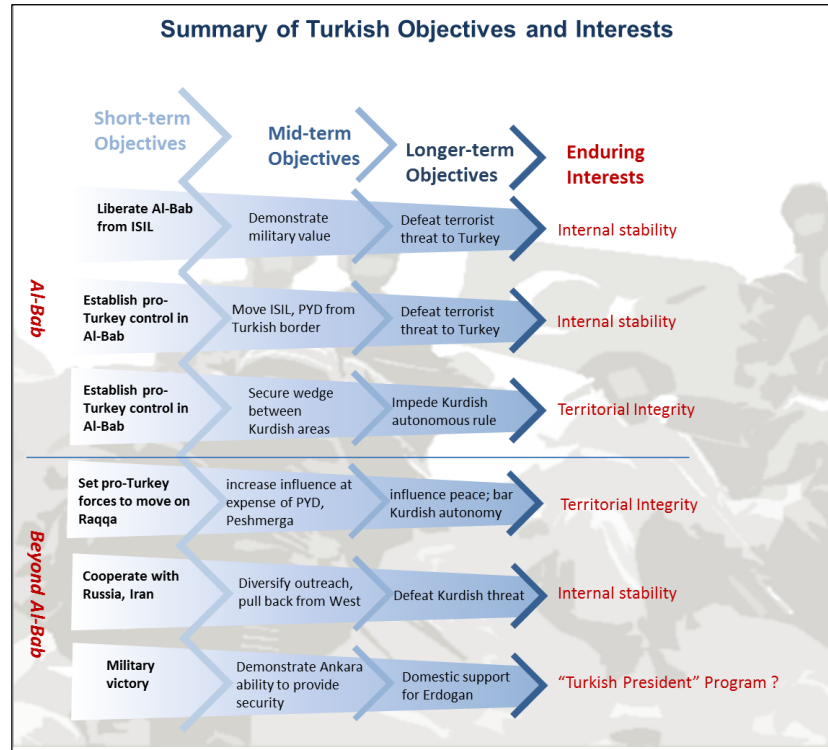 Summary of Turkish Objectives and Interests
Short-term
Objectives
Mid-term
Objectives
Longer-term
Objectives
Enduring
Interests
Al-Bab
Liberate Al-Bab
from ISIL
Demonstrate
military value
Defeat terrorist
threat to Turkey
Internal stability
Establish pro-
Turkey control in
Al-Bab
Move ISIL, PYD from
Turkish border
Defeat terrorist
threat to Turkey
Internal stability
Establish pro-
Turkey control in
Al-Bab
Secure wedge
between
Kurdish areas
Impede Kurdish
autonomous rule
Territorial Integrity
Beyond Al-Bab
Set pro-Turkey
forces to move on
Raqqa
increase influence at
expense of PYD,
Peshmerga
influence peace; bar
Kurdish autonomy
Territorial Integrity
Cooperate with
Russia, Iran
Diversify outreach,
pull back from West
Defeat Kurdish threat
Internal stability
Military
victory
Demonstrate Ankara
ability to provide
security
Domestic support
for Erdogan
“Turkish President” Program ?